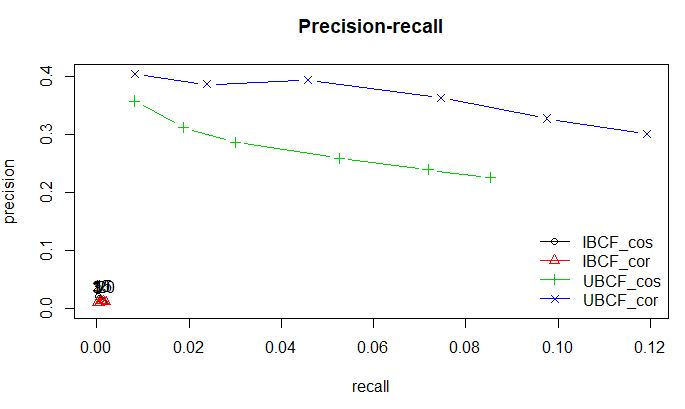 Precision-recall
precision
0.4
0.3
0.2
0.1
0.0
IBCF_cos
IBCF_cor
UBCF_cos
UBCF_cor
0.00 0.02 0.04 0.06 0.08 0.10 0.12
recall